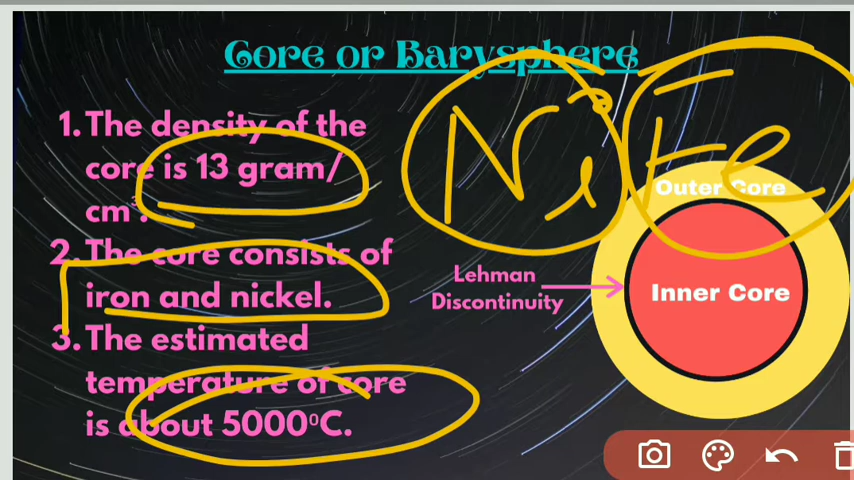 Core or Barysphere
1. The density of the
core is 13 gram/
cm³.
2. The core consists of
iron and nickel.
3. The estimated
temperature of core
is about 5000⁰C.
Ni
Fe
Outer Core
Lehman
Discontinuity
Inner Core